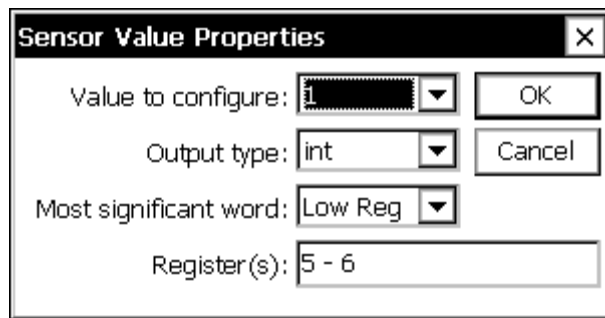 Sensor Value Properties
Value to configure: 1 OK
Output type: int Cancel
Most significant word: Low Reg
Register(s): 5 - 6